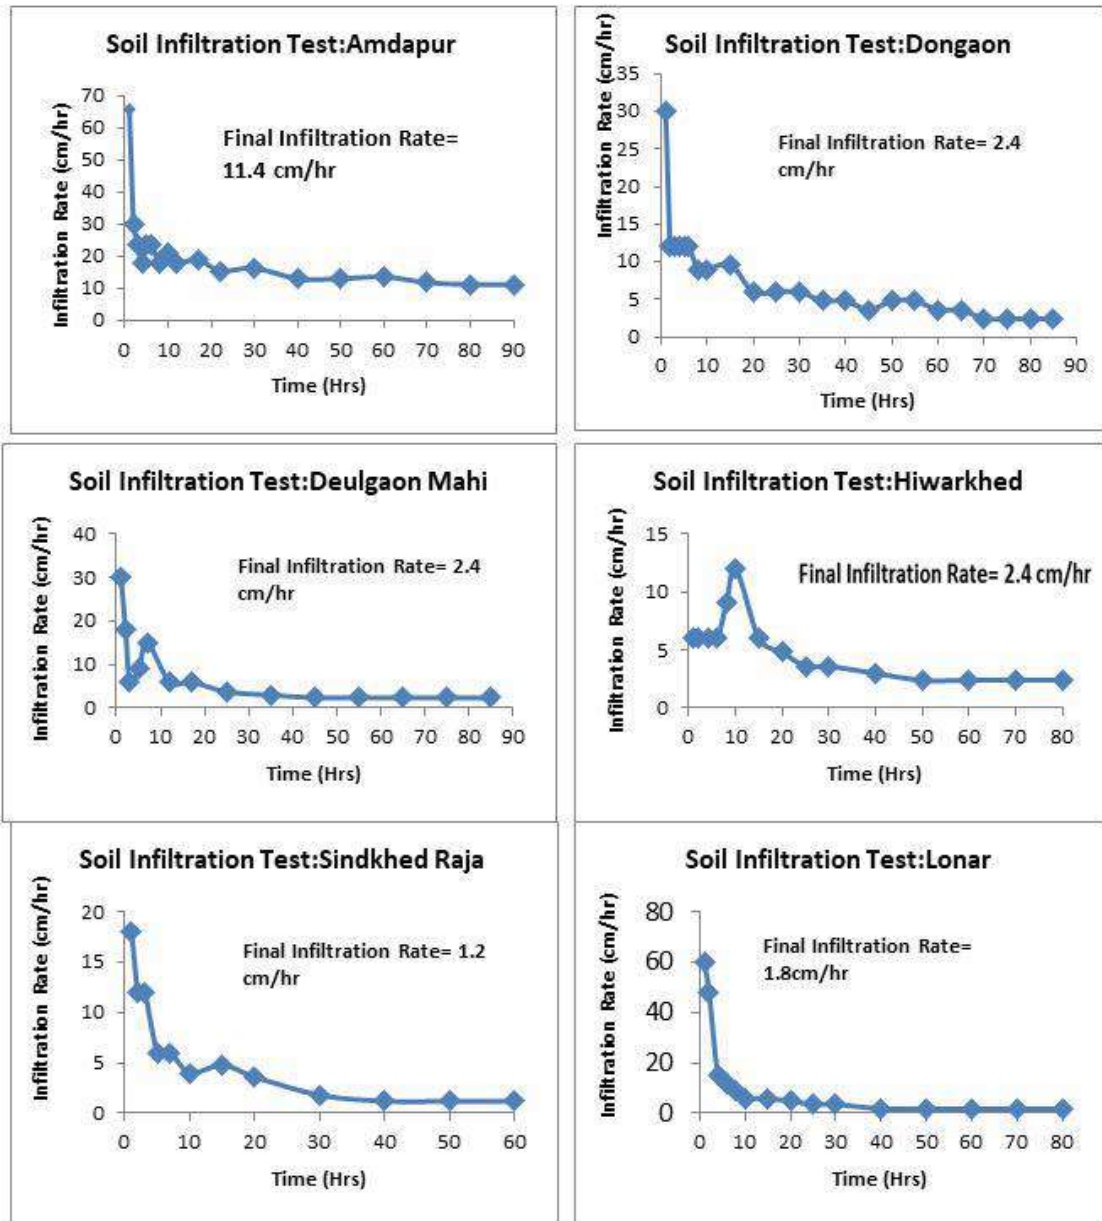 Soil Infiltration Test:Amdapur
Infiltration Rate (cm/hr)
70
60
50
40
30
20
10
0
Final Infiltration Rate=
11.4 cm/hr
0 10 20 30 40 50 60 70 80 90
Time (Hrs)
Soil Infiltration Test:Dongaon
Infiltration Rate (cm/hr)
35
30
25
20
15
10
5
0
Final Infiltration Rate= 2.4
cm/hr
0 10 20 30 40 50 60 70 80 90
Time (Hrs)
Soil Infiltration Test:Deulgaon Mahi
Infiltration Rate (cm/hr)
40
30
20
10
0
Final Infiltration Rate= 2.4
cm/hr
0 10 20 30 40 50 60 70 80 90
Time (Hrs)
Soil Infiltration Test:Hiwarkhed
Infiltration Rate (cm/hr)
15
10
5
0
Final Infiltration Rate= 2.4 cm/hr
0 10 20 30 40 50 60 70 80
Time (Hrs)
Soil Infiltration Test:Sindkhed Raja
Infiltration Rate (cm/hr)
20
15
10
5
0
Final Infiltration Rate= 1.2
cm/hr
0 10 20 30 40 50 60
Time (Hrs)
Soil Infiltration Test:Lonar
Infiltration Rate (cm/hr)
80
60
40
20
0
Final Infiltration Rate=
1.8cm/hr
0 10 20 30 40 50 60 70 80
Time (Hrs)